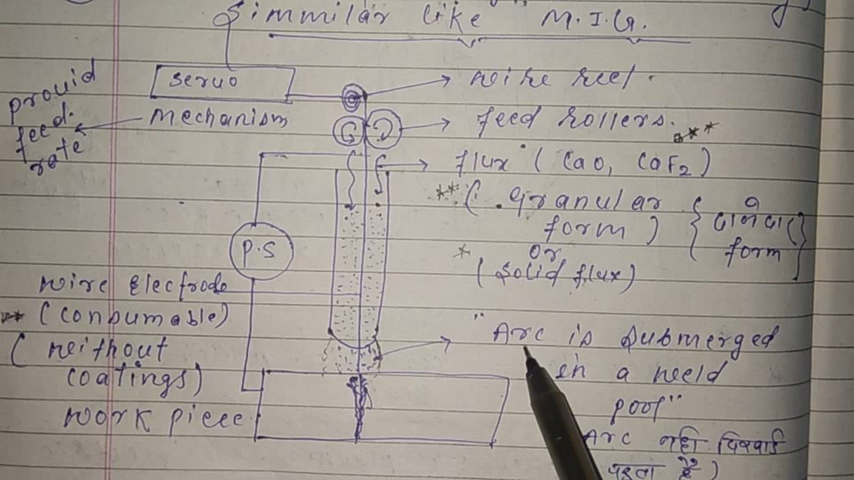 Simmilar like "M.I.G.
Servo
mechanism
provid
feed.
rate
wire reel.
feed rollers.
flux (CaO, CaF2)
** ( granular
form)
दानेदार
form
or
* (Solid flux)
P.S
wire electrode
** (consumable)
( without
coatings)
work piece
"Arc is submerged
in a weld
pool"
Arc नहीं दिखाई
पड़ता है)